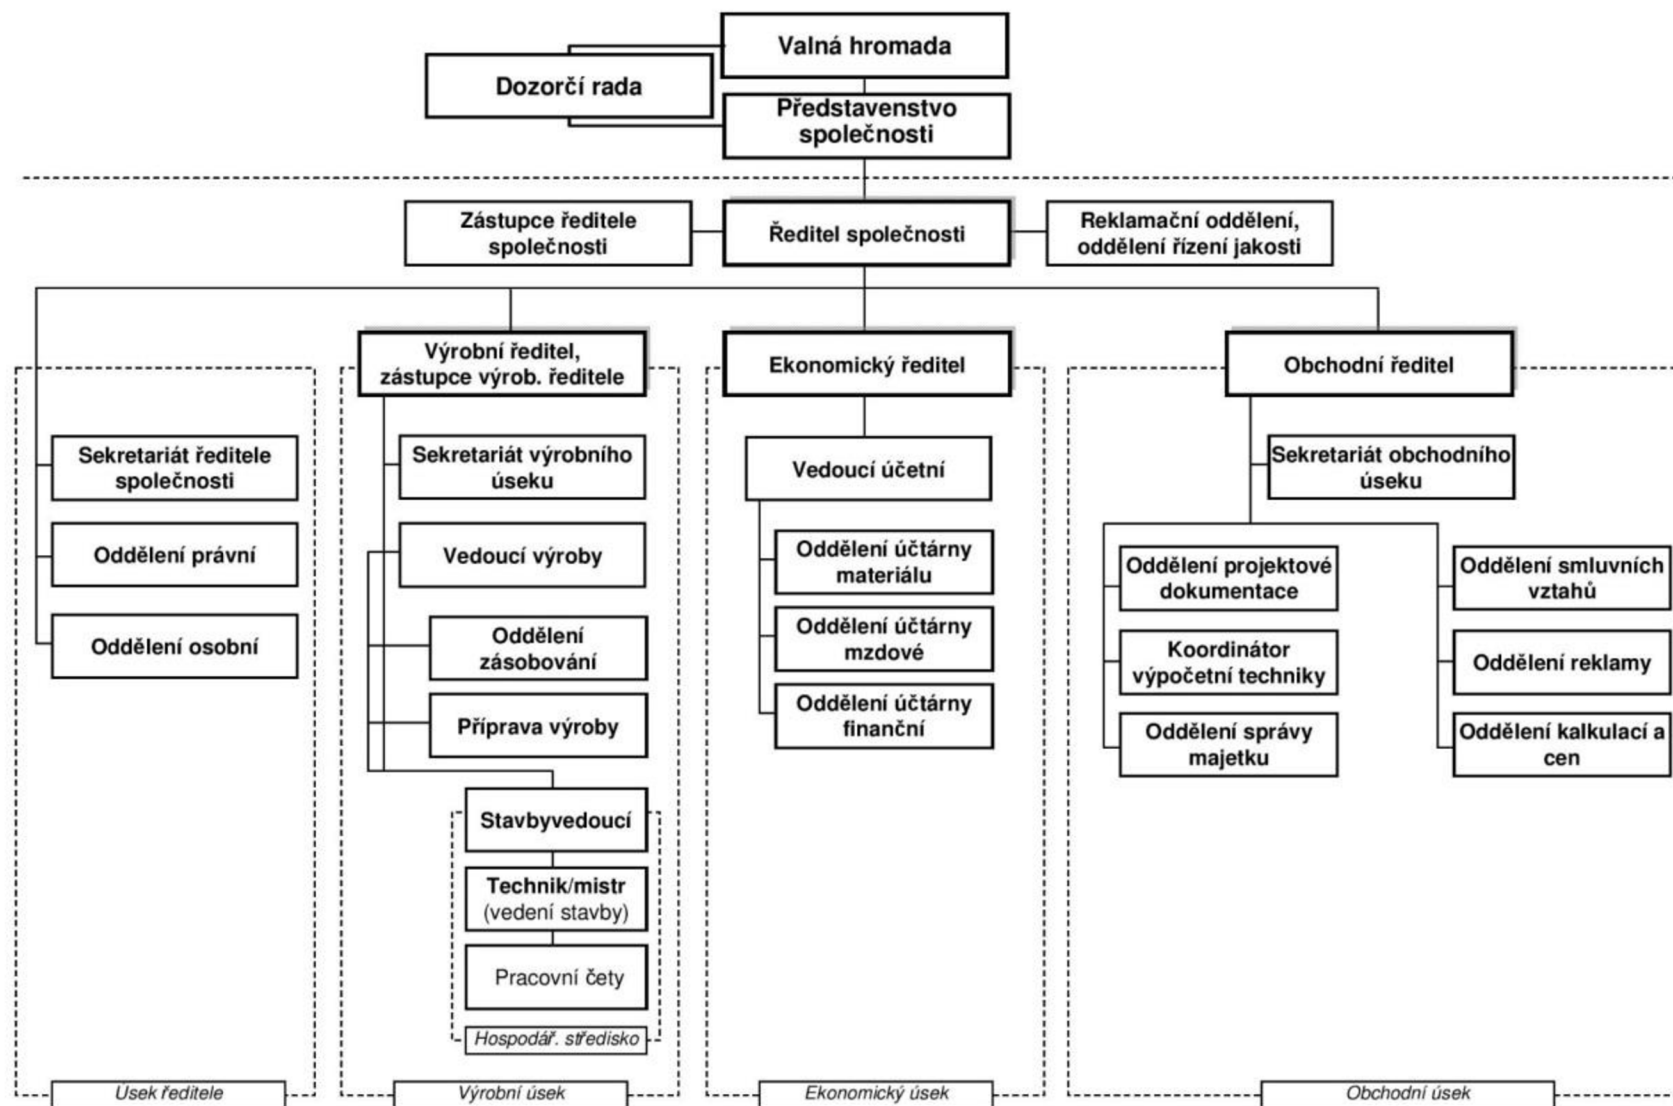 Valná hromada
Dozorčí rada
Představenstvo
společnosti
Zástupce ředitele
společnosti
Ředitel společnosti
Reklamační oddělení,
oddělení řízení jakosti
Výrobní ředitel,
zástupce výrob. ředitele
Ekonomický ředitel
Obchodní ředitel
Sekretariát ředitele
společnosti
Oddělení právní
Oddělení osobní
Sekretariát výrobního
úseku
Vedoucí výroby
Oddělení
zásobování
Příprava výroby
Stavbyvedoucí
Technik/mistr
(vedení stavby)
Pracovní čety
Hospodář. středisko
Vedoucí účetní
Oddělení účtárny
materiálu
Oddělení účtárny
mzdové
Oddělení účtárny
finanční
Sekretariát obchodního
úseku
Oddělení projektové
dokumentace
Koordinátor
výpočetní techniky
Oddělení správy
majetku
Oddělení smluvních
vztahů
Oddělení reklamy
Oddělení kalkulací a
cen
Úsek ředitele
Výrobní úsek
Ekonomický úsek
Obchodní úsek